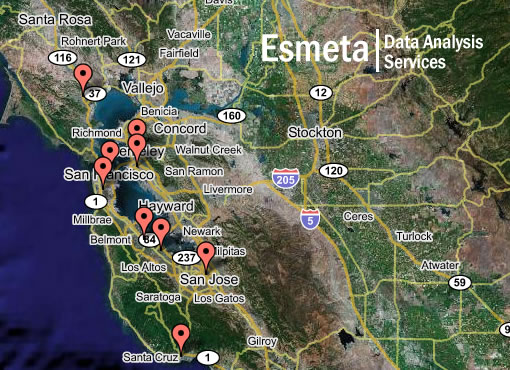 Davis
Santa Rosa
Rohnert Park
Vacaville
Fairfield
Esmeta
Data Analysis
Services
116
121
37
Vallejo
12
Benicia
160
Richmond
Concord
Stockton
Walnut Creek
San Francisco
San Ramon
120
Livermore
205
1
Hayward
5
Millbrae
Ceres
Newark
Belmont
84
Turlock
237
Los Altos
Atwater
San Jose
59
Saratoga
Los Gatos
Gilroy
Santa Cruz
1